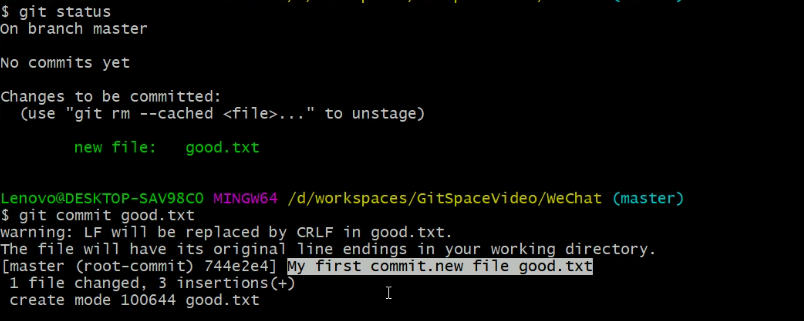 $ git status
On branch master
No commits yet
Changes to be committed:
(use "git rm --cached <file>..." to unstage)
new file: good.txt
Lenovo@DESKTOP-SAV98CO MINGW64 /d/workspaces/GitSpaceVideo/WeChat (master)
$ git commit good.txt
warning: LF will be replaced by CRLF in good.txt.
The file will have its original line endings in your working directory.
[master (root-commit) 744e2e4] My first commit.new file good.txt
1 file changed, 3 insertions(+)
create mode 100644 good.txt